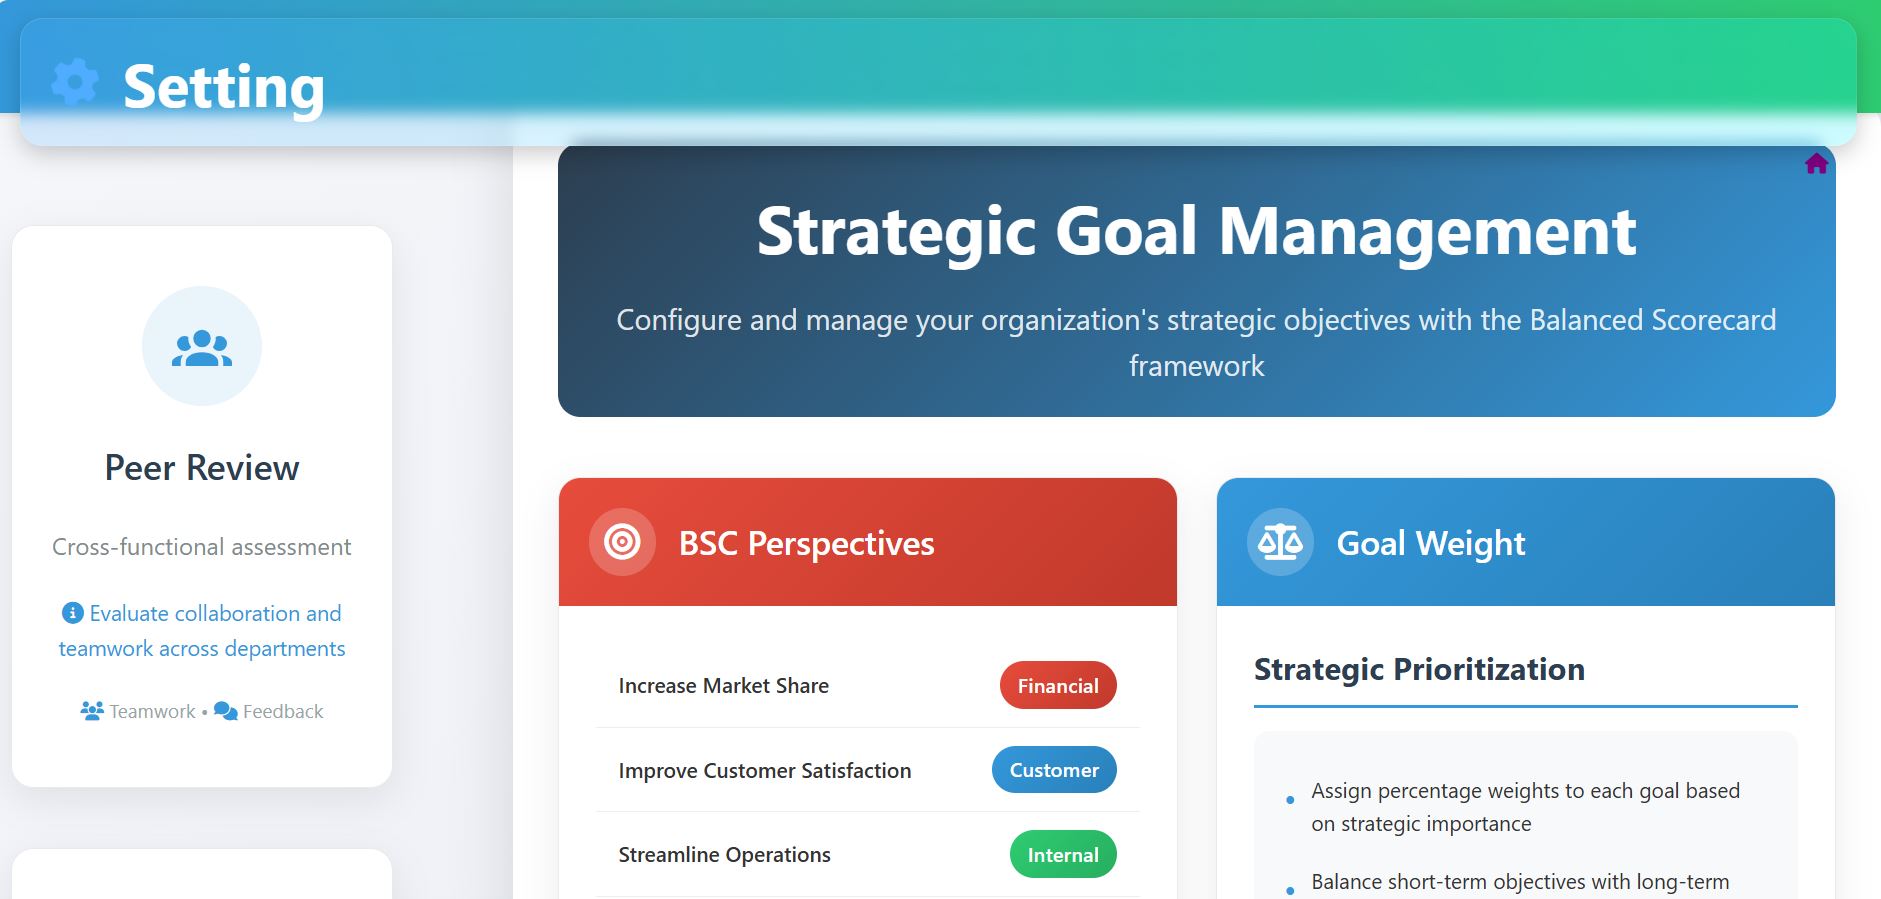 Setting
Strategic Goal Management
Configure and manage your organization's strategic objectives with the Balanced Scorecard
framework
Peer Review
Cross-functional assessment
Evaluate collaboration and
teamwork across departments
Teamwork • Feedback
BSC Perspectives
Increase Market Share Financial
Improve Customer Satisfaction Customer
Streamline Operations Internal
Goal Weight
Strategic Prioritization
• Assign percentage weights to each goal based
on strategic importance
• Balance short-term objectives with long-term